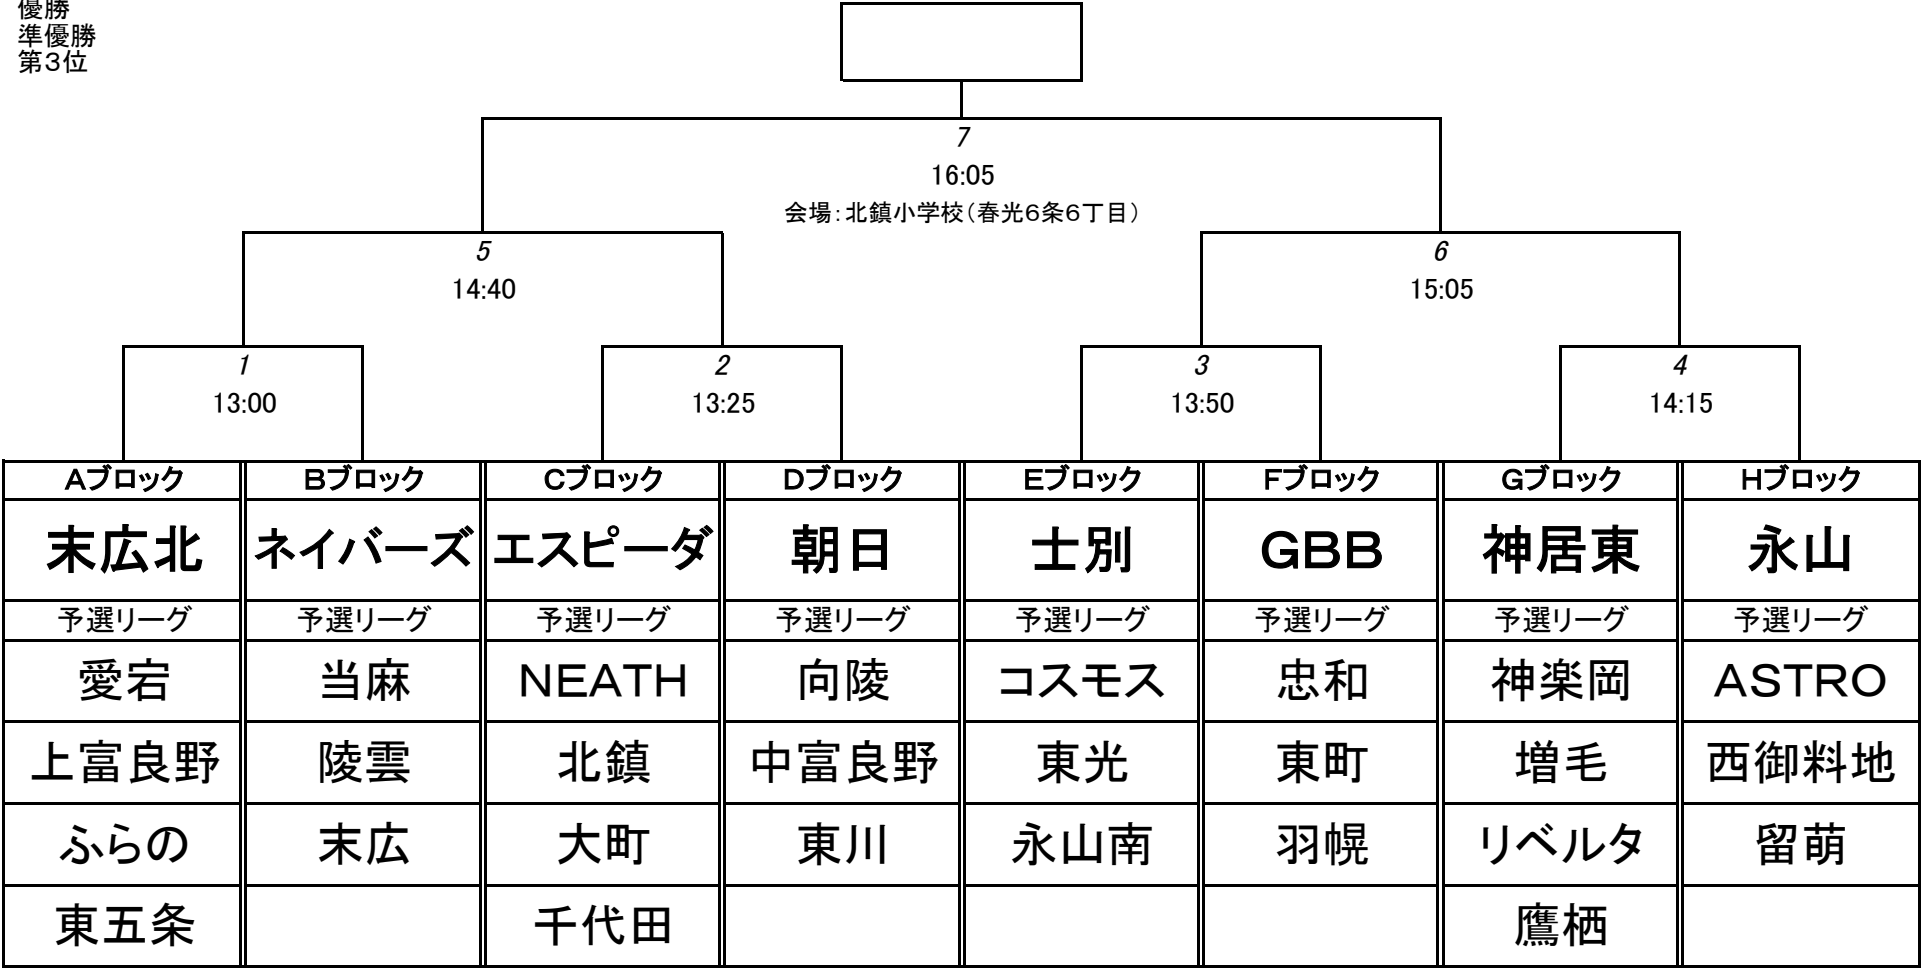 優勝
準優勝
第3位
7
16:05
会場：北鎮小学校（春光６条６丁目）
5
14:40
6
15:05
1
13:00
2
13:25
3
13:50
4
14:15
Aブロック Bブロック Cブロック Dブロック Eブロック Fブロック Gブロック Hブロック
末広北 ネイバーズ エスピーダ 朝日 士別 GBB 神居東 永山
予選リーグ 予選リーグ 予選リーグ 予選リーグ 予選リーグ 予選リーグ 予選リーグ 予選リーグ
愛宕 当麻 NEATH 向陵 コスモス 忠和 神楽岡 ASTRO
上富良野 陵雲 北鎮 中富良野 東光 東町 増毛 西御料地
ふらの 末広 大町 東川 永山南 羽幌 リベルタ 留萌
東五条 千代田 鷹栖